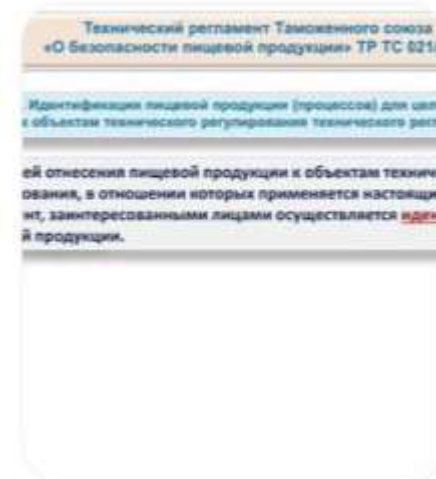 Технический регламент Таможенного союза
«О Безопасности пищевой продукции» ТР ТС 021
Идентификации пищевой продукции (процессов) для цел
к объектам технического регулирования технического рег
ей отнесения пищевой продукции к объектам техниче
ования, в отношении которых применяется настоящи
нт, заинтересованными лицами осуществляется иден
й продукции.